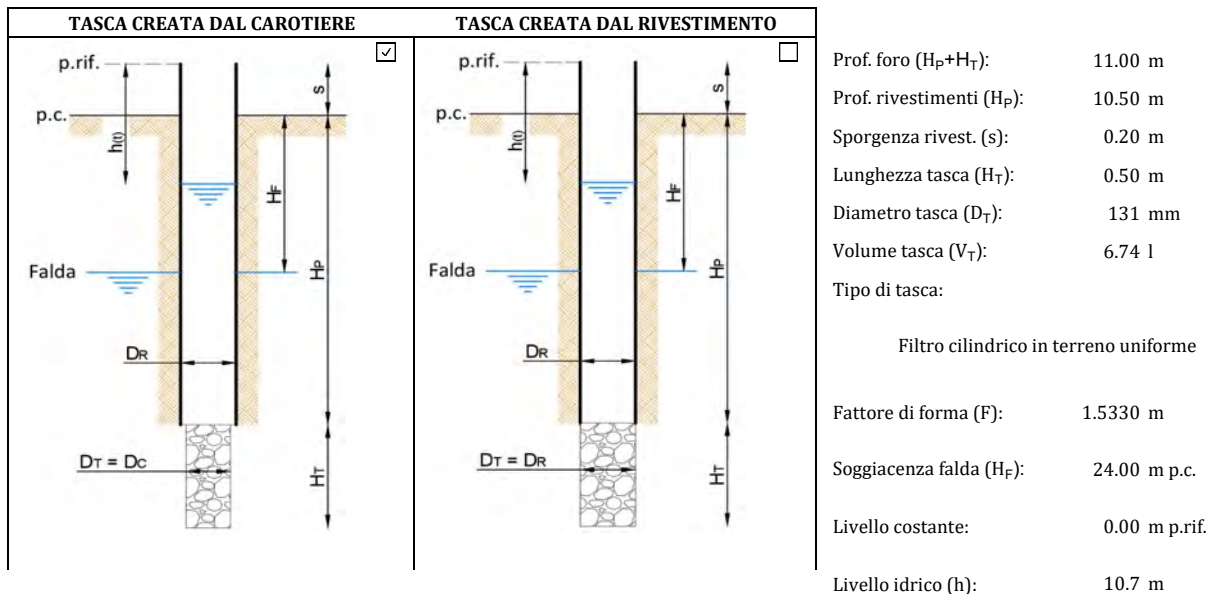 TASCA CREATA DAL CAROTIERE
p.rif.
p.c.
s
h(t)
HF
Falda
HP
DR
DT = DC
HT
TASCA CREATA DAL RIVESTIMENTO
p.rif.
p.c.
s
h(t)
HF
Falda
HP
DR
DT = DR
HT
Prof. foro (HP+HT): 11.00 m
Prof. rivestimenti (HP): 10.50 m
Sporgenza rivest. (s): 0.20 m
Lunghezza tasca (HT): 0.50 m
Diametro tasca (DT): 131 mm
Volume tasca (VT): 6.74 l
Tipo di tasca:
Filtro cilindrico in terreno uniforme
Fattore di forma (F): 1.5330 m
Soggiacenza falda (HF): 24.00 m p.c.
Livello costante: 0.00 m p.rif.
Livello idrico (h): 10.7 m